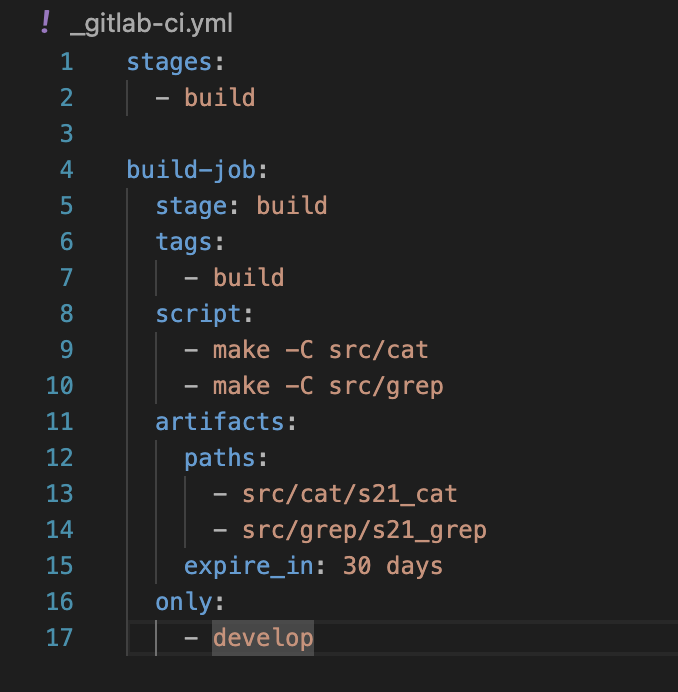 ! _gitlab-ci.yml
1 stages:
2   - build
3
4 build-job:
5   stage: build
6   tags:
7     - build
8   script:
9     - make -C src/cat
10     - make -C src/grep
11   artifacts:
12     paths:
13       - src/cat/s21_cat
14       - src/grep/s21_grep
15     expire_in: 30 days
16   only:
17     - develop